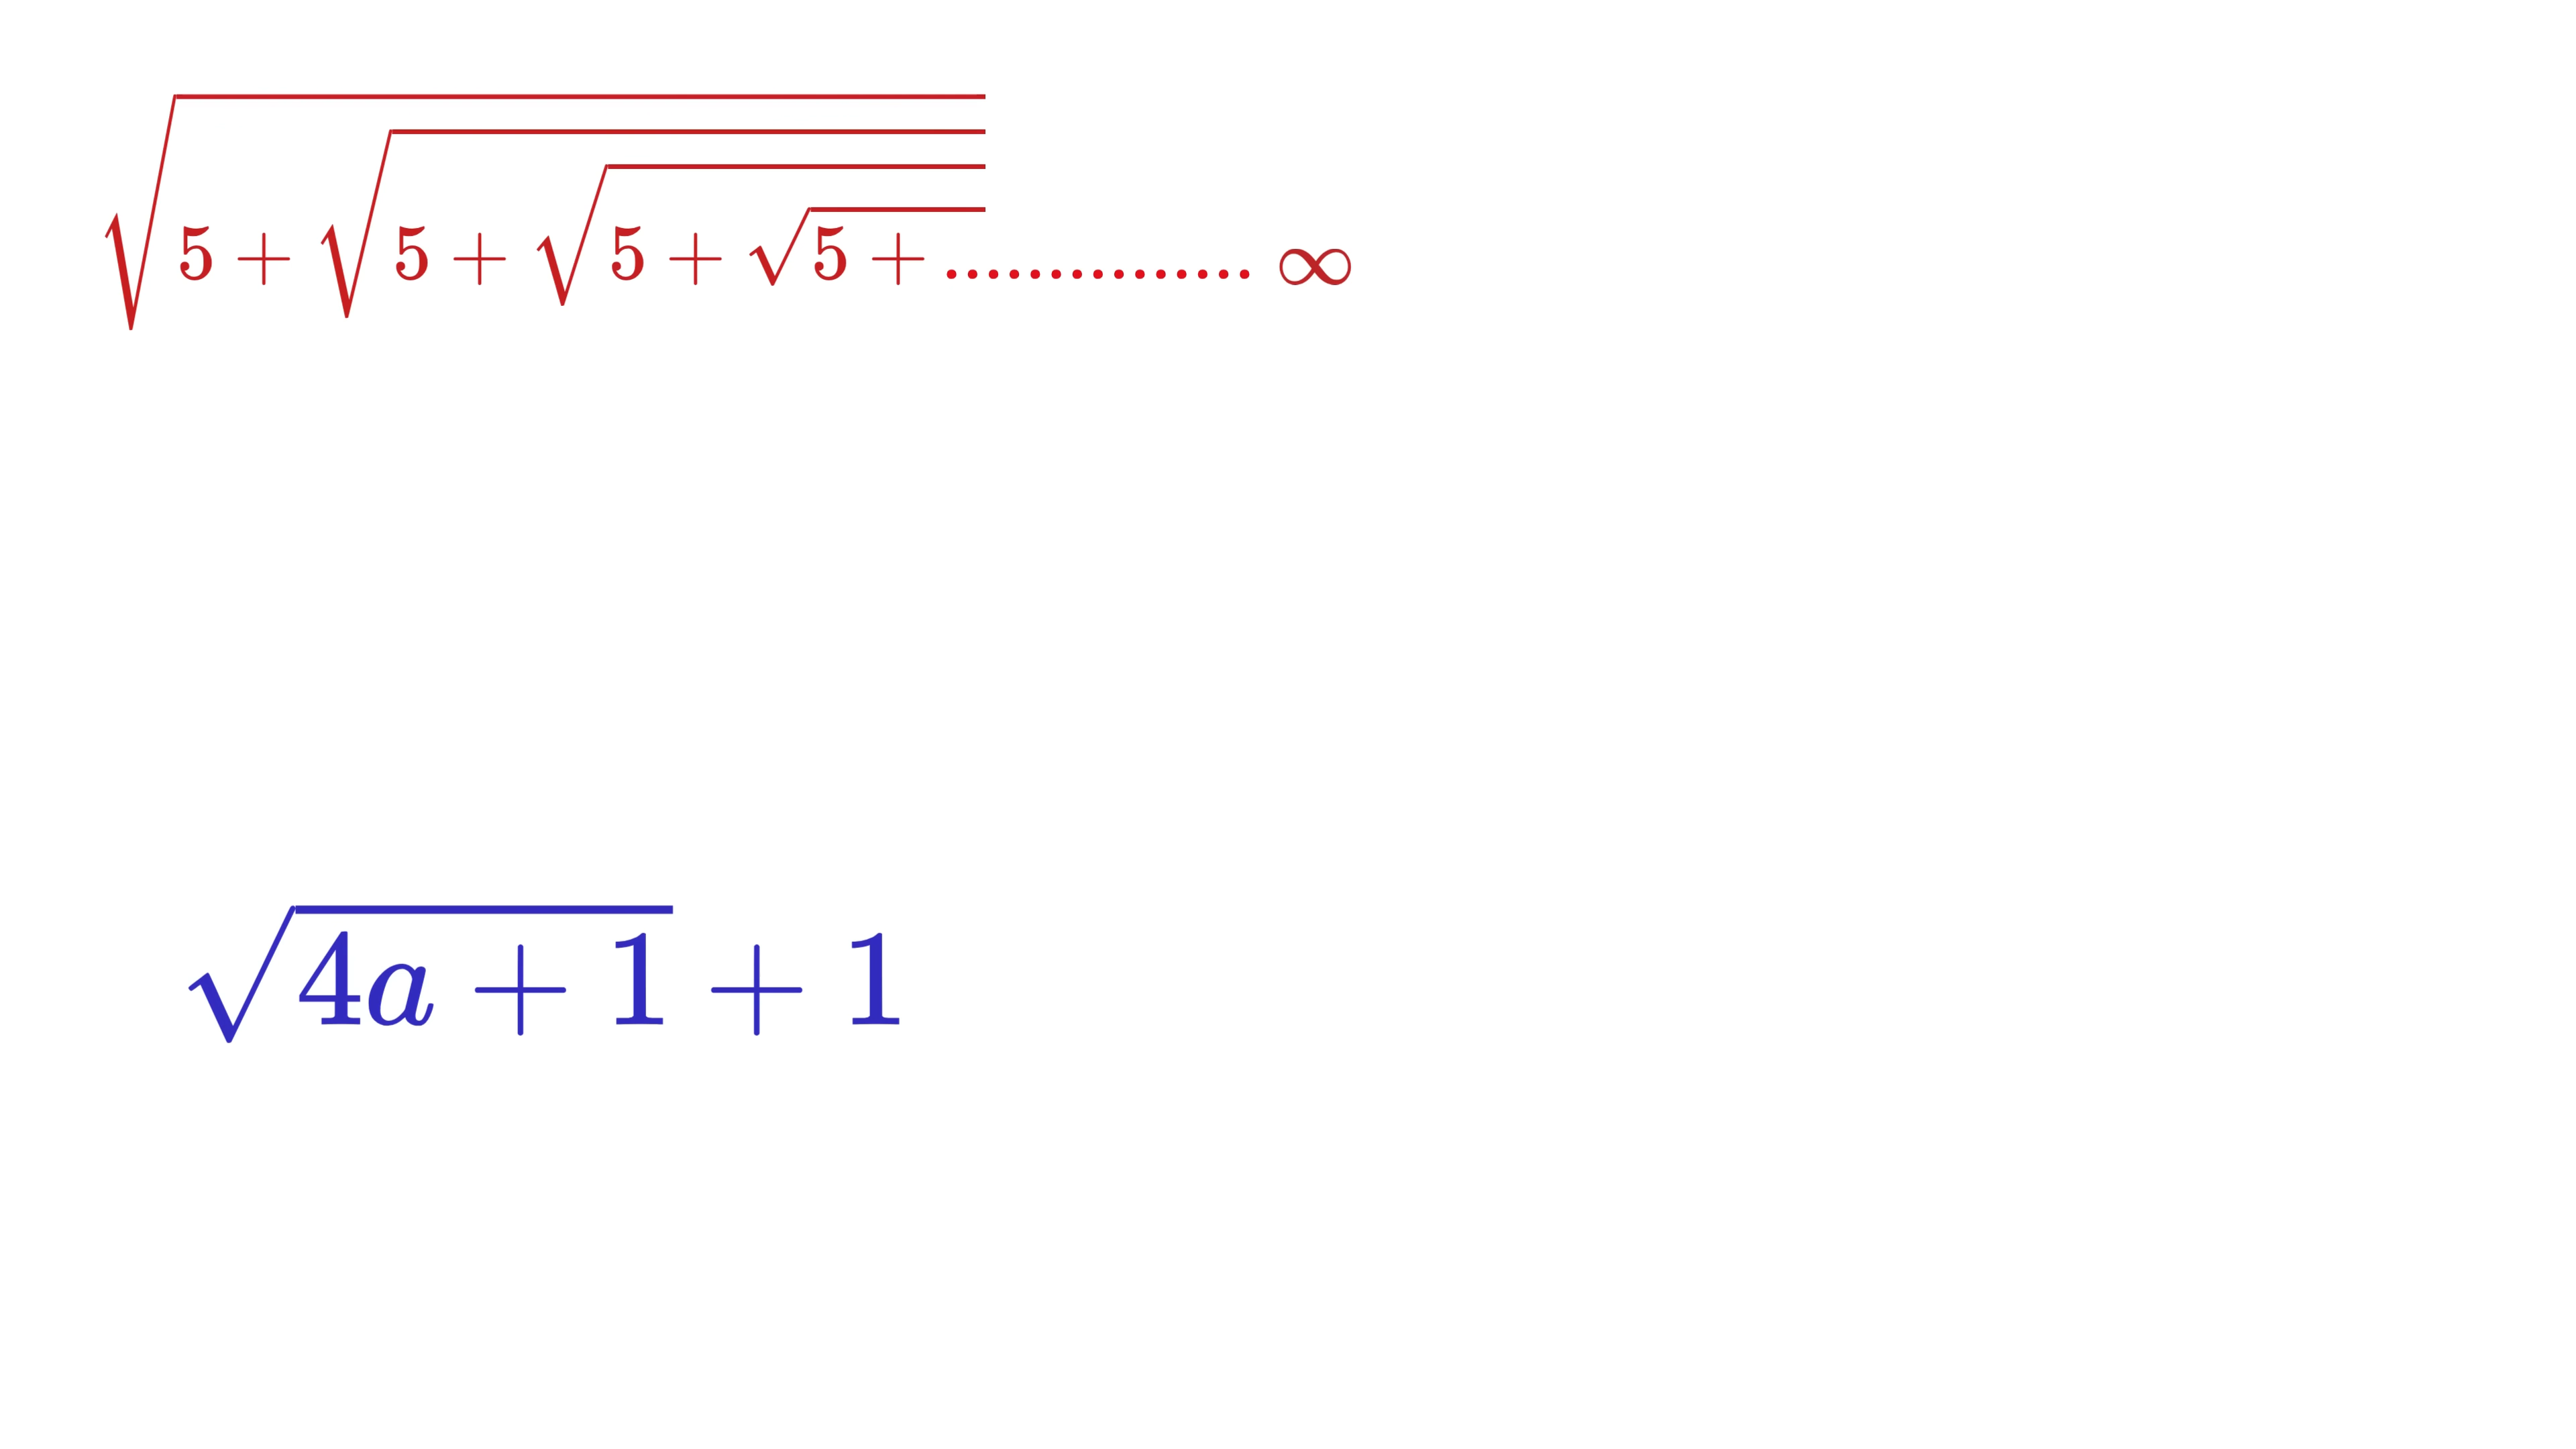 √(5 + √(5 + √(5 + √(5 + ............... ∞
√(4a + 1) + 1